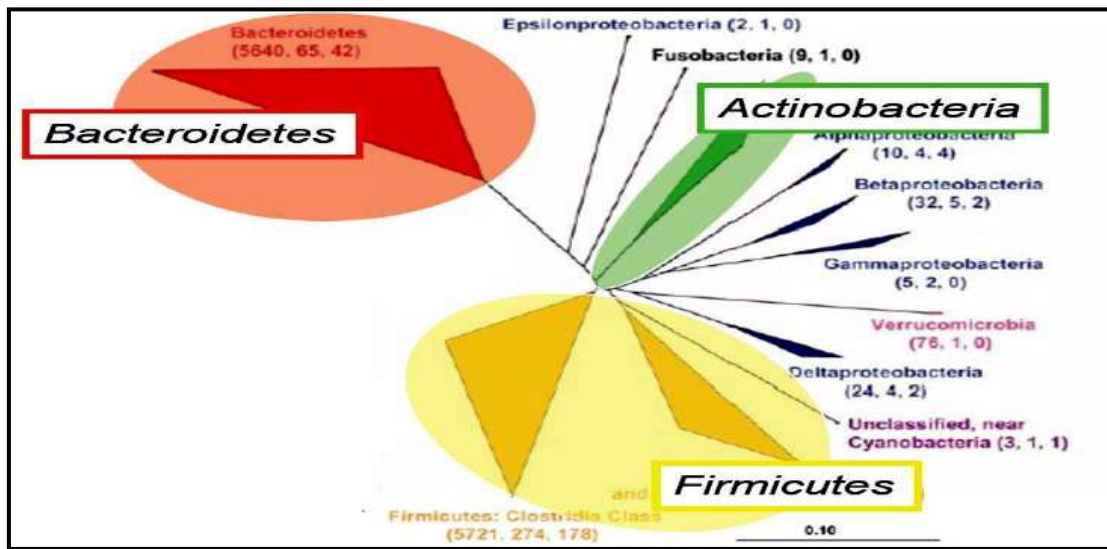 Epsilonproteobacteria (2, 1, 0)
Bacteroidetes
(5640, 65, 42)
Fusobacteria (9, 1, 0)
Actinobacteria
Bacteroidetes
Alphaproteobacteria
(10, 4, 4)
Betaproteobacteria
(32, 5, 2)
Gammaproteobacteria
(5, 2, 0)
Verrucomicrobia
(76, 1, 0)
Deltaproteobacteria
(24, 4, 2)
Unclassified, near
Cyanobacteria (3, 1, 1)
and
Firmicutes
Firmicutes: Clostridia Class
(5721, 274, 178)
0.10